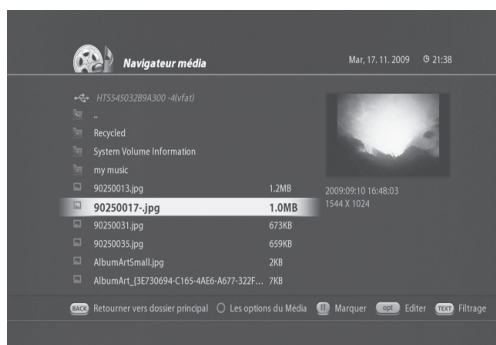 Navigateur média
Mar, 17. 11. 2009 21:38
HTS545032B9A300 -4(vfat)
..
Recycled
System Volume Information
my music
90250013.jpg 1.2MB
90250017-.jpg 1.0MB
90250031.jpg 673KB
90250035.jpg 659KB
AlbumArtSmall.jpg 2KB
AlbumArt_{3E730694-C165-4AE6-A677-322F... 7KB
2009:09:10 16:48:03
1544 X 1024
BACK Retourner vers dossier principal Les options du Média Marquer opt Editer TEXT Filtrage